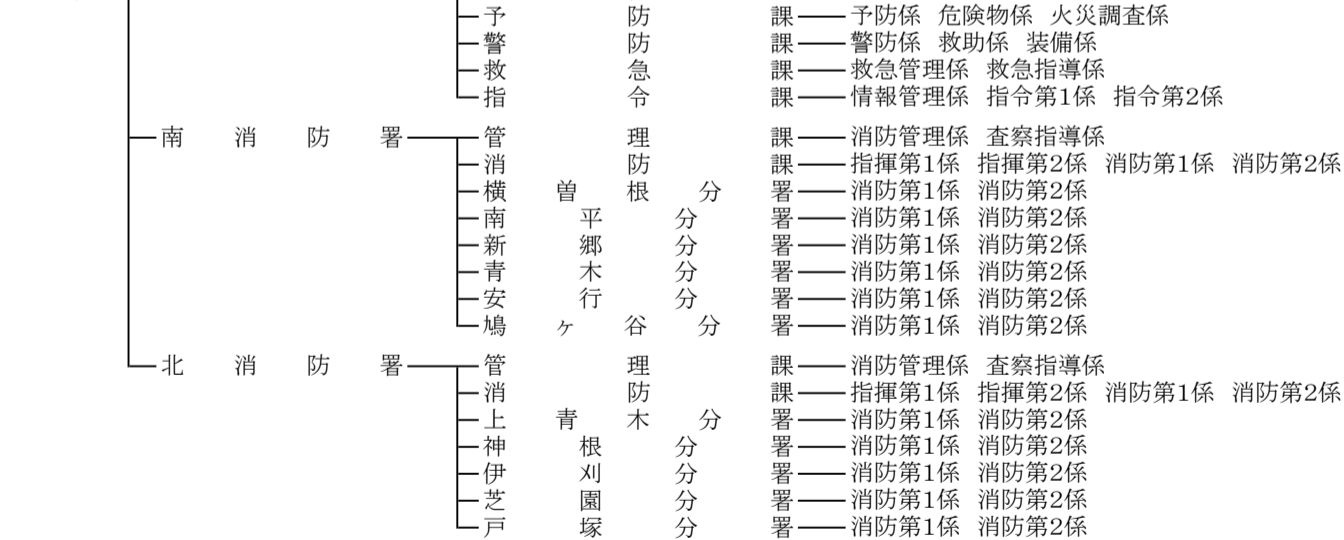 予防課 予防係 危険物係 火災調査係
警防課 警防係 救助係 装備係
救急課 救急管理係 救急指導係
指令課 情報管理係 指令第1係 指令第2係
南消防署 管理課 消防管理係 査察指導係
消防課 指揮第1係 指揮第2係 消防第1係 消防第2係
横曽根分署 消防第1係 消防第2係
南平分署 消防第1係 消防第2係
新郷分署 消防第1係 消防第2係
青木分署 消防第1係 消防第2係
安行分署 消防第1係 消防第2係
鳩ヶ谷分署 消防第1係 消防第2係
北消防署 管理課 消防管理係 査察指導係
消防課 指揮第1係 指揮第2係 消防第1係 消防第2係
上青木分署 消防第1係 消防第2係
神根分署 消防第1係 消防第2係
伊刈分署 消防第1係 消防第2係
芝園分署 消防第1係 消防第2係
戸塚分署 消防第1係 消防第2係